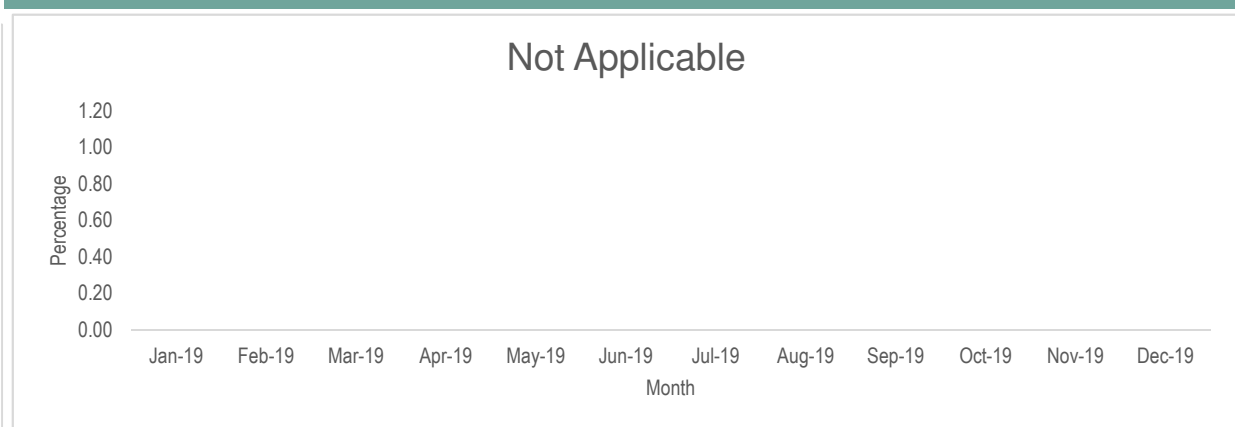 Not Applicable
1.20
1.00
0.80
0.60
0.40
0.20
0.00
Percentage
Jan-19 Feb-19 Mar-19 Apr-19 May-19 Jun-19 Jul-19 Aug-19 Sep-19 Oct-19 Nov-19 Dec-19
Month